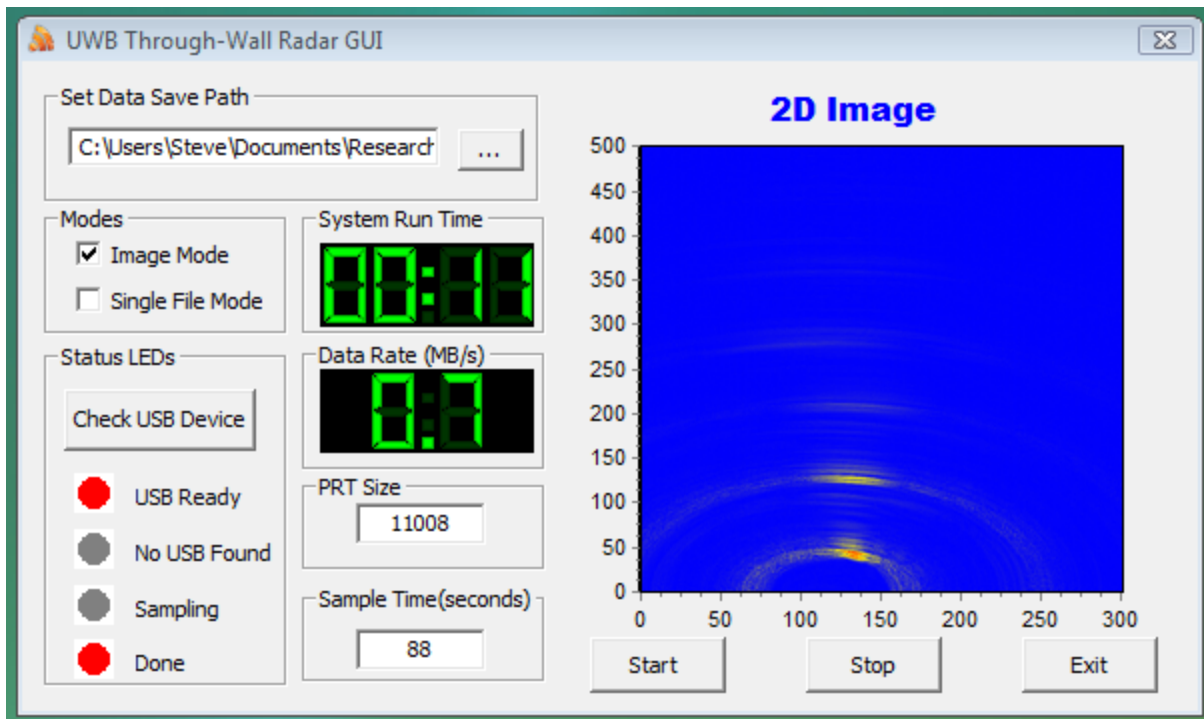 UWB Through-Wall Radar GUI
Set Data Save Path
C:\Users\Steve\Documents\Research
...
Modes
Image Mode
Single File Mode
System Run Time
00:11
Status LEDs
Check USB Device
USB Ready
No USB Found
Sampling
Done
Data Rate (MB/s)
0.7
PRT Size
11008
Sample Time(seconds)
88
2D Image
500
450
400
350
300
250
200
150
100
50
0
0 50 100 150 200 250 300
Start Stop Exit